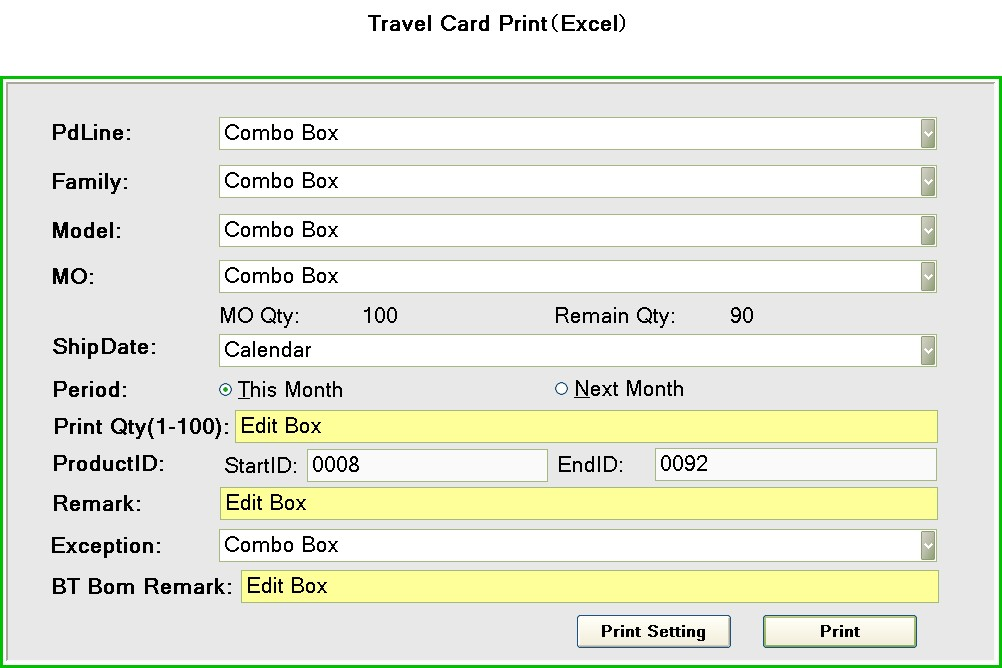 Travel Card Print(Excel)
PdLine: Combo Box
Family: Combo Box
Model: Combo Box
MO: Combo Box
MO Qty: 100 Remain Qty: 90
ShipDate: Calendar
Period: This Month Next Month
Print Qty(1-100): Edit Box
ProductID: StartID: 0008 EndID: 0092
Remark: Edit Box
Exception: Combo Box
BT Bom Remark: Edit Box
Print Setting Print